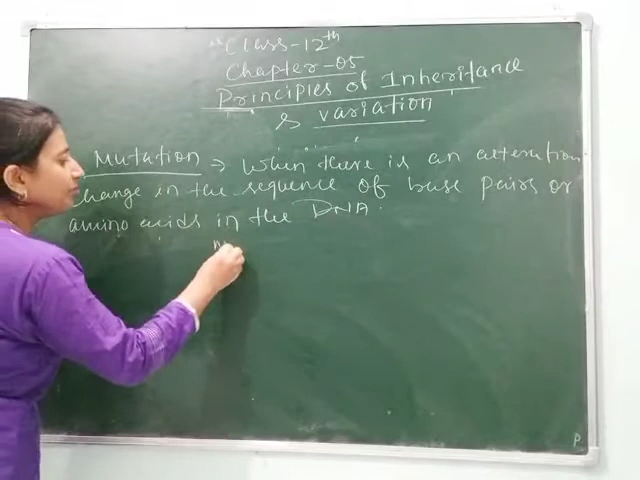 Class-12th
Chapter-05
Principles of Inheritance
& variation
Mutation → When there is an alteration
change in the sequence of base pairs or
amino acids in the DNA.
M
P